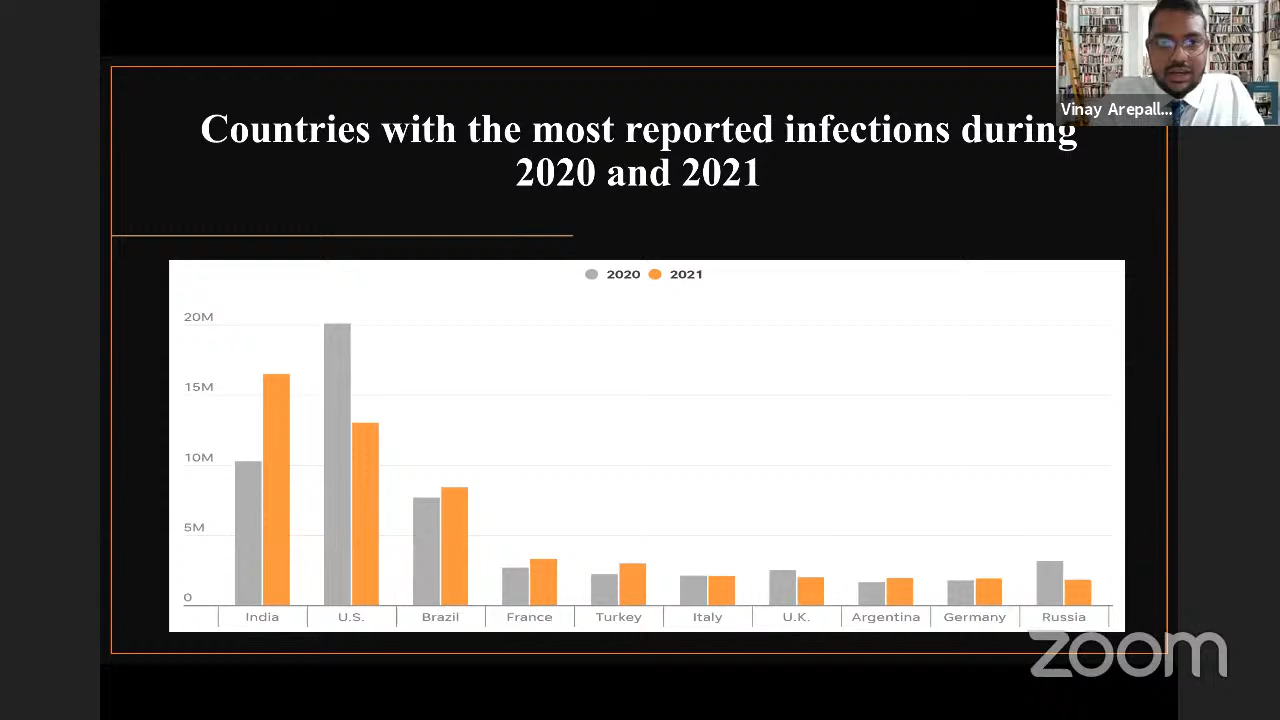 Vinay Arepall...
Countries with the most reported infections during
2020 and 2021
2020 2021
20M
15M
10M
5M
0
India U.S. Brazil France Turkey Italy U.K. Argentina Germany Russia
zoom